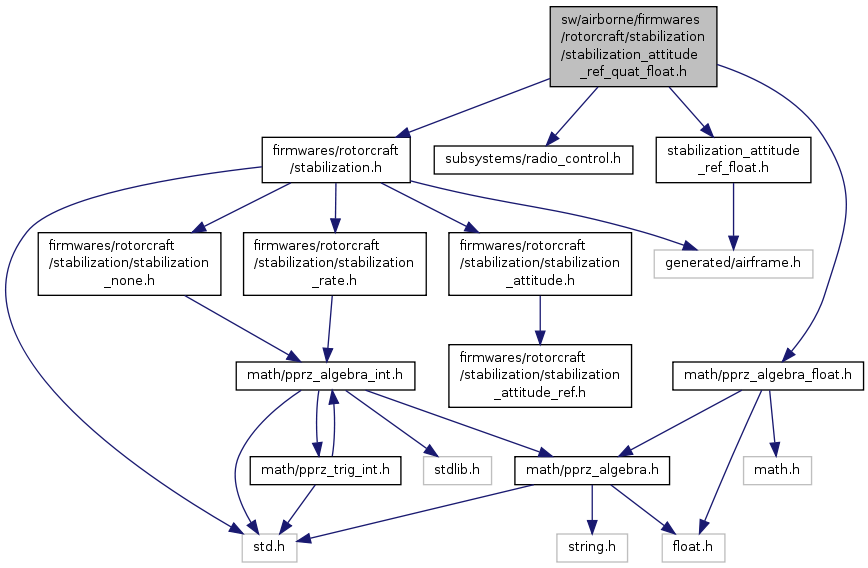 sw/airborne/firmwares
/rotorcraft/stabilization
/stabilization_attitude
_ref_quat_float.h
firmwares/rotorcraft
/stabilization.h
subsystems/radio_control.h
stabilization_attitude
_ref_float.h
firmwares/rotorcraft
/stabilization/stabilization
_none.h
firmwares/rotorcraft
/stabilization/stabilization
_rate.h
firmwares/rotorcraft
/stabilization/stabilization
_attitude.h
generated/airframe.h
firmwares/rotorcraft
/stabilization/stabilization
_attitude_ref.h
math/pprz_algebra_int.h
math/pprz_algebra_float.h
math/pprz_trig_int.h
stdlib.h
math/pprz_algebra.h
math.h
std.h
string.h
float.h